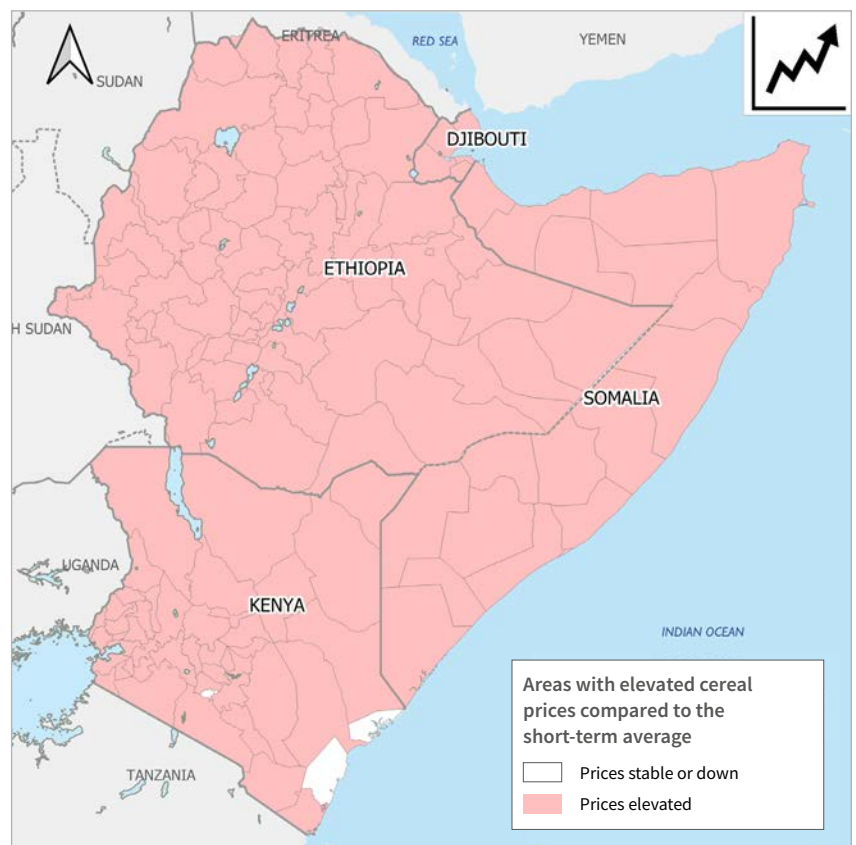 ERITREA
RED SEA
YEMEN
SUDAN
DJIBOUTI
ETHIOPIA
H SUDAN
SOMALIA
UGANDA
KENYA
INDIAN OCEAN
TANZANIA
Areas with elevated cereal
prices compared to the
short-term average
Prices stable or down
Prices elevated